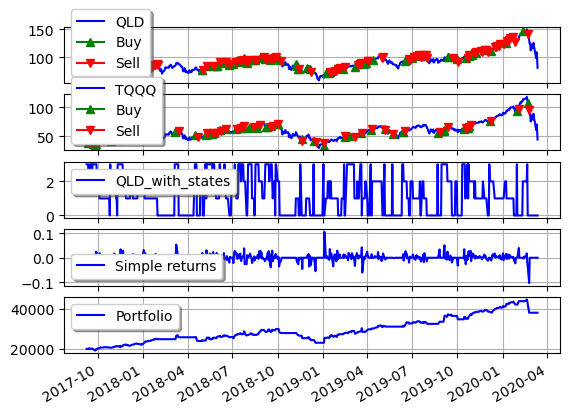 150
100
QLD
Buy
Sell
100
50
TQQQ
Buy
Sell
2
0
QLD_with_states
0.1
0.0
−0.1
Simple returns
40000
20000
Portfolio
2017-10
2018-01
2018-04
2018-07
2018-10
2019-01
2019-04
2019-07
2019-10
2020-01
2020-04